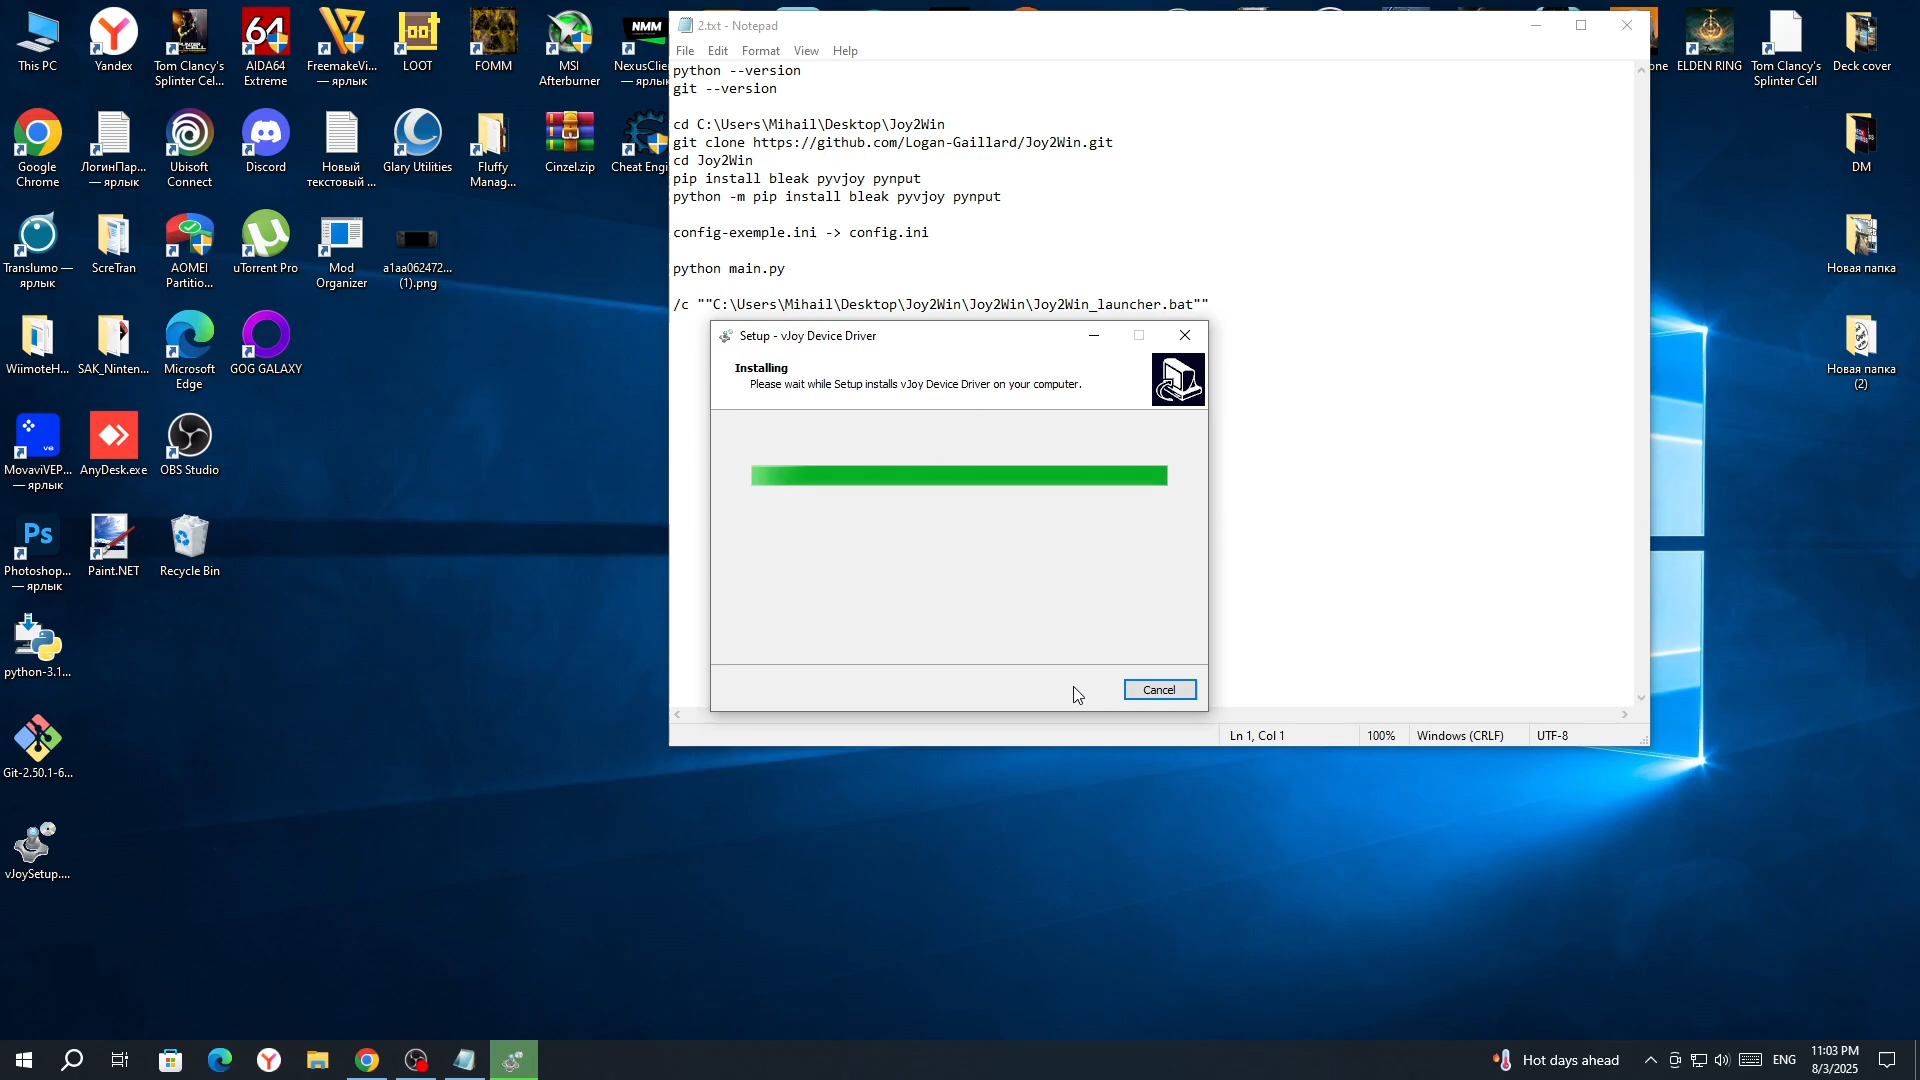 This PC
Yandex
Tom Clancy's
Splinter Cel...
AIDA64
Extreme
FreemakeVi...
— ярлык
LOOT
FOMM
MSI
Afterburner
NMM
NexusClie
— ярлык
Google
Chrome
ЛогинПар...
— ярлык
Ubisoft
Connect
Discord
Новый
текстовый ...
Glary Utilities
Fluffy
Manag...
Cinzel.zip
Cheat Engi
Translumo —
ярлык
ScreTran
AOMEI
Partitio...
uTorrent Pro
Mod
Organizer
a1aa062472...
(1).png
WiimoteH...
SAK_Ninten...
Microsoft
Edge
GOG GALAXY
MovaviVEP...
— ярлык
AnyDesk.exe
OBS Studio
Ps
Photoshop...
— ярлык
Paint.NET
Recycle Bin
python-3.1...
Git-2.50.1-6...
vJoySetup....
2.txt - Notepad
File Edit Format View Help
python --version
git --version
cd C:\Users\Mihail\Desktop\Joy2Win
git clone https://github.com/Logan-Gaillard/Joy2Win.git
cd Joy2Win
pip install bleak pyvjoy pynput
python -m pip install bleak pyvjoy pynput
config-exemple.ini -> config.ini
python main.py
/c ""C:\Users\Mihail\Desktop\Joy2Win\Joy2Win\Joy2Win_launcher.bat""
Setup - vJoy Device Driver
Installing
Please wait while Setup installs vJoy Device Driver on your computer.
Cancel
Ln 1, Col 1
100%
Windows (CRLF)
UTF-8
one
ELDEN RING
Tom Clancy's
Splinter Cell
Deck cover
DM
Новая папка
Новая папка
(2)
Hot days ahead
ENG
11:03 PM
8/3/2025